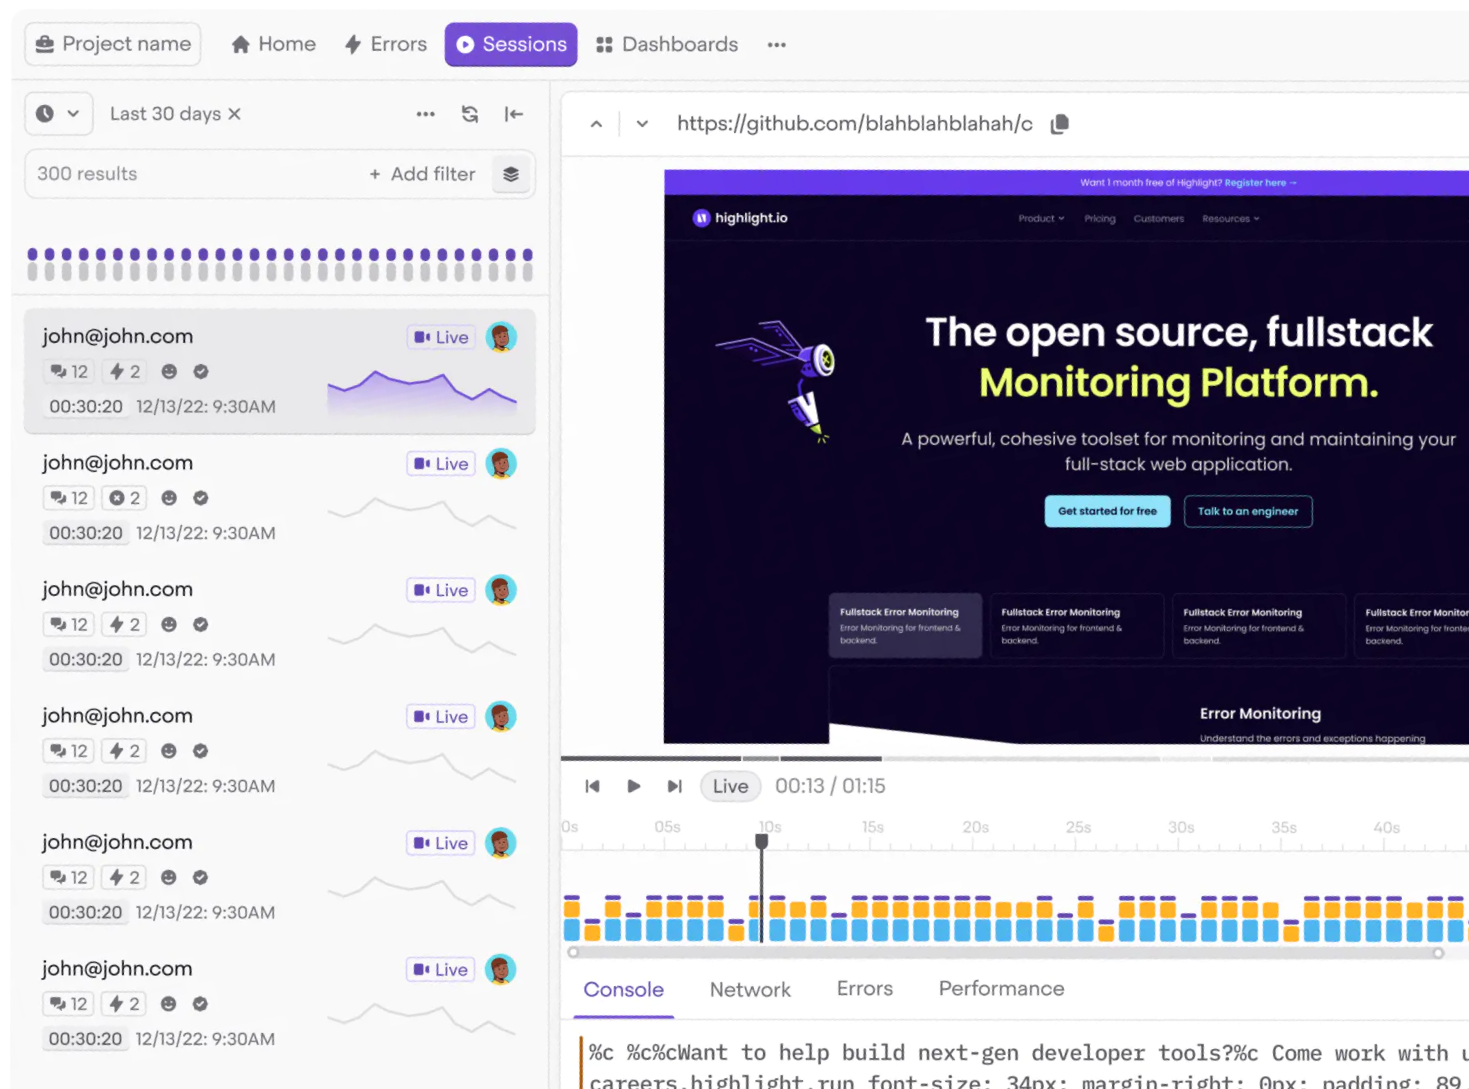 Project name Home Errors Sessions Dashboards
Last 30 days
300 results + Add filter
john@john.com Live
12 2
00:30:20 12/13/22: 9:30AM
john@john.com Live
12 2
00:30:20 12/13/22: 9:30AM
john@john.com Live
12 2
00:30:20 12/13/22: 9:30AM
john@john.com Live
12 2
00:30:20 12/13/22: 9:30AM
john@john.com Live
12 2
00:30:20 12/13/22: 9:30AM
john@john.com Live
12 2
00:30:20 12/13/22: 9:30AM
https://github.com/blahblahblahah/c
Want 1 month free of Highlight? Register here →
highlight.io Product Pricing Customers Resources
The open source, fullstack
Monitoring Platform.
A powerful, cohesive toolset for monitoring and maintaining your
full-stack web application.
Get started for free Talk to an engineer
Fullstack Error Monitoring
Error Monitoring for frontend &
backend.
Fullstack Error Monitoring
Error Monitoring for frontend &
backend.
Fullstack Error Monitoring
Error Monitoring for frontend &
backend.
Fullstack Error Monitor
Error Monitoring for fronte
backend.
Error Monitoring
Understand the errors and exceptions happening
Live 00:13 / 01:15
0s 05s 10s 15s 20s 25s 30s 35s 40s
Console Network Errors Performance
%c %c%cWant to help build next-gen developer tools?%c Come work with u
careers.highlight.run font-size: 34px; margin-right: 0px; padding: 89